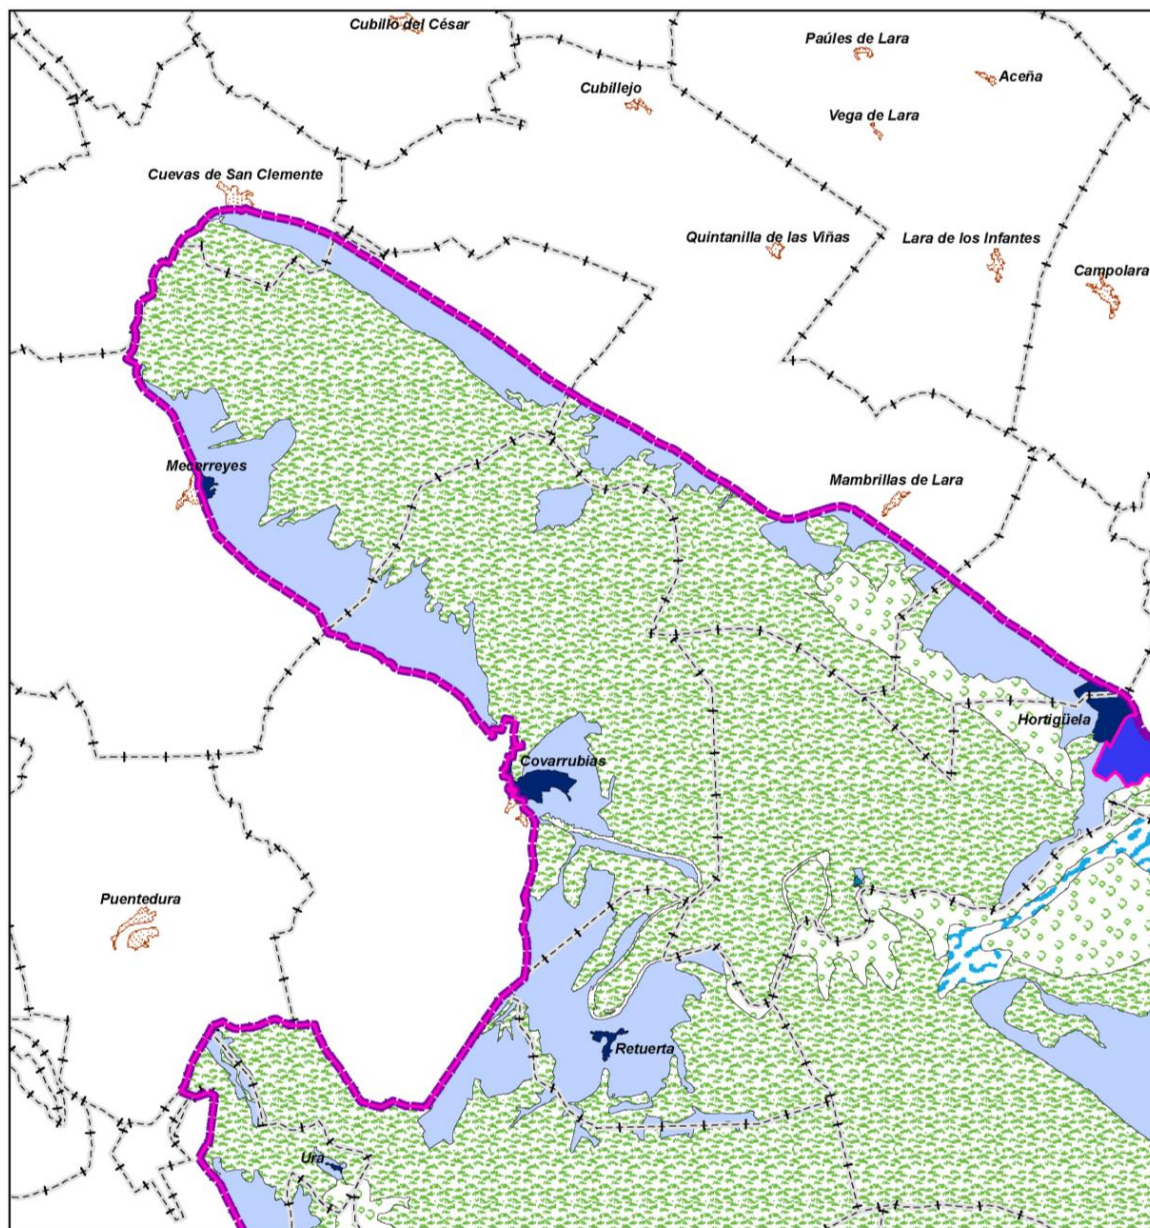 Cubillo del César
Paúles de Lara
Aceña
Cubillejo
Vega de Lara
Cuevas de San Clemente
Quintanilla de las Viñas
Lara de los Infantes
Campolara
Mecerreyes
Mambrillas de Lara
Hortigüela
Covarrubias
Puentedura
Retuerta
Ura